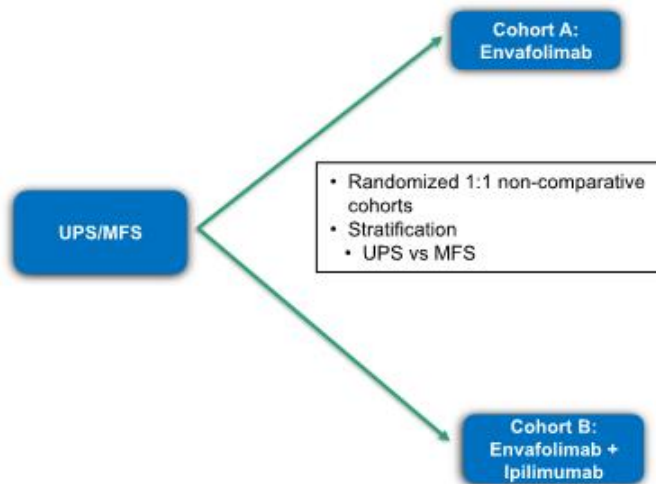 Cohort A:
Envafolimab
• Randomized 1:1 non-comparative
cohorts
• Stratification
• UPS vs MFS
UPS/MFS
Cohort B:
Envafolimab +
Ipilimumab